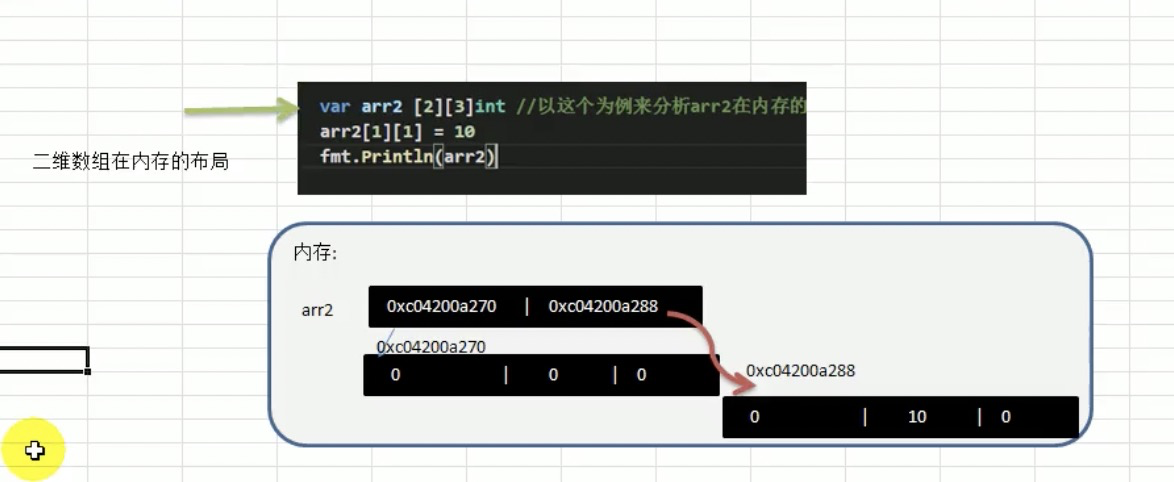 var arr2 [2][3]int //以这个为例来分析arr2在内存的
arr2[1][1] = 10
fmt.Println(arr2)
二维数组在内存的布局
内存:
arr2
0xc04200a270 | 0xc04200a288
0xc04200a270
0 | 0 | 0
0xc04200a288
0 | 10 | 0